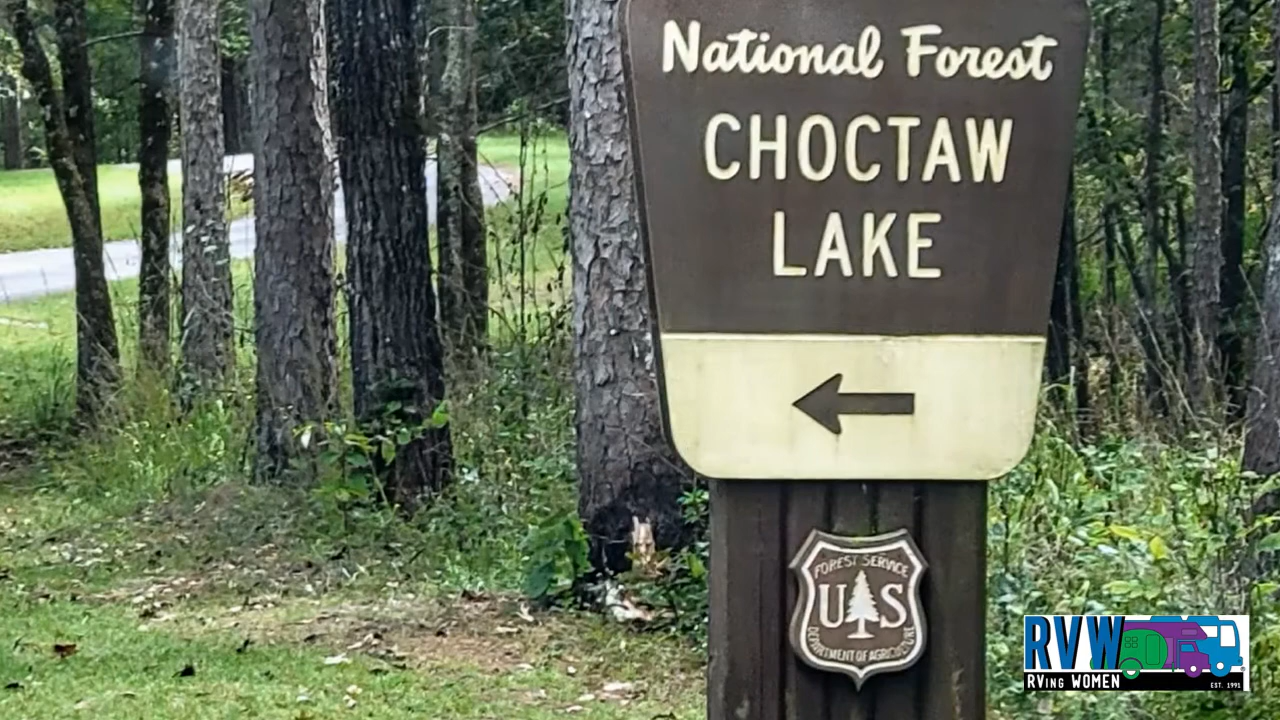 National Forest
CHOCTAW
LAKE
FOREST SERVICE
U S
DEPARTMENT OF AGRICULTURE
RVW
RVING WOMEN
EST. 1991